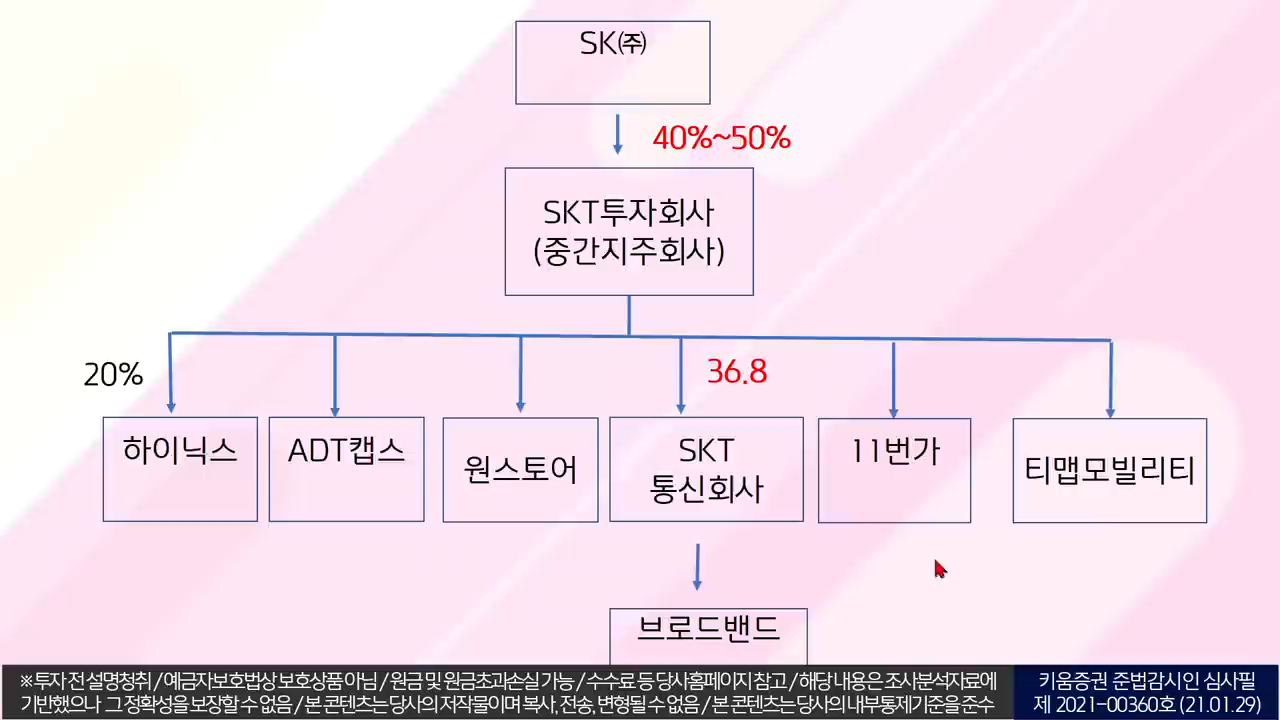 SK㈜
40%~50%
SKT투자회사
(중간지주회사)
20%
36.8
하이닉스
ADT캡스
원스토어
SKT
통신회사
11번가
티맵모빌리티
브로드밴드
※ 투자 전 설명청취 / 예금자보호법상 보호상품 아님 / 원금 및 원금초과손실 가능 / 수수료 등 당사홈페이지 참고 / 해당 내용은 조사분석자료에
기반했으나 그 정확성을 보장할 수 없음 / 본 콘텐츠는 당사의 저작물이며 복사, 전송, 변형될 수 없음 / 본 콘텐츠는 당사의 내부통제기준을 준수
키움증권 준법감시인 심사필
제 2021-00360호 (21.01.29)